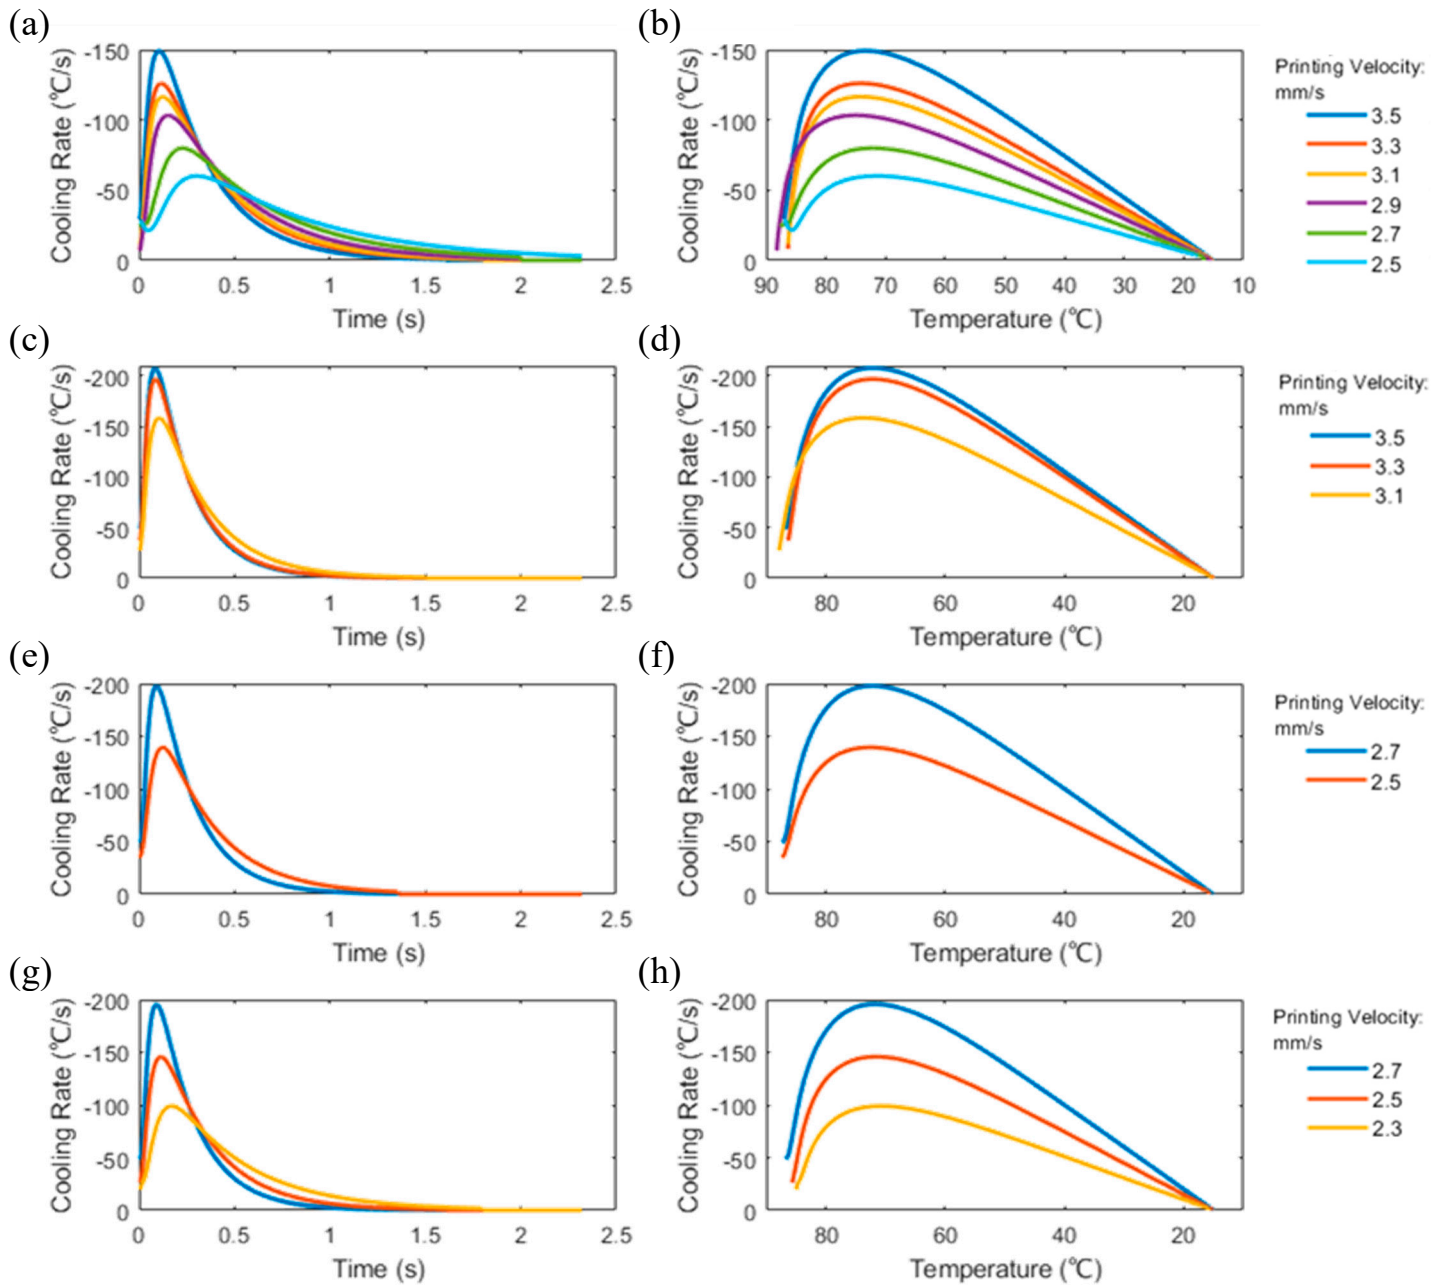 (a)
Cooling Rate (℃/s)
-150
-100
-50
0
0 0.5 1 1.5 2 2.5
Time (s)
(b)
Cooling Rate (℃/s)
-150
-100
-50
0
90 80 70 60 50 40 30 20 10
Temperature (℃)
Printing Velocity:
mm/s
3.5
3.3
3.1
2.9
2.7
2.5
(c)
Cooling Rate (℃/s)
-200
-150
-100
-50
0
0 0.5 1 1.5 2 2.5
Time (s)
(d)
Cooling Rate (℃/s)
-200
-150
-100
-50
0
80 60 40 20
Temperature (℃)
Printing Velocity:
mm/s
3.5
3.3
3.1
(e)
Cooling Rate (℃/s)
-200
-150
-100
-50
0
0 0.5 1 1.5 2 2.5
Time (s)
(f)
Cooling Rate (℃/s)
-200
-150
-100
-50
0
80 60 40 20
Temperature (℃)
Printing Velocity:
mm/s
2.7
2.5
(g)
Cooling Rate (℃/s)
-200
-150
-100
-50
0
0 0.5 1 1.5 2 2.5
Time (s)
(h)
Cooling Rate (℃/s)
-200
-150
-100
-50
0
80 60 40 20
Temperature (℃)
Printing Velocity:
mm/s
2.7
2.5
2.3